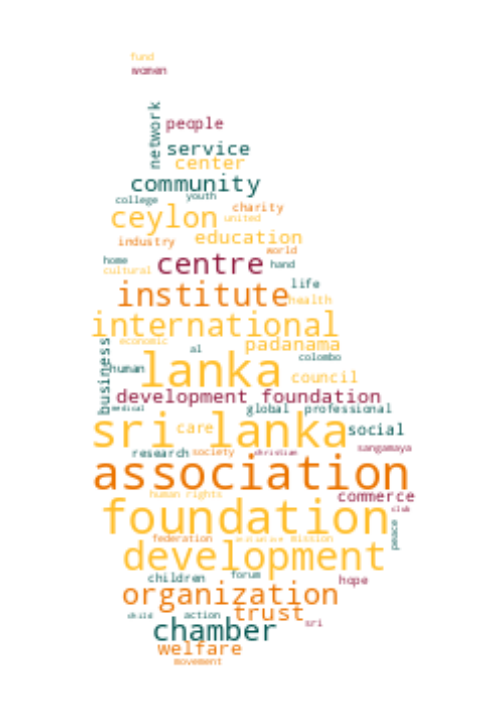 fund
women
network
people
service
center
community
college youth
charity
ceylon united
industry education
world
home centre hand
cultural
life
institute health
international
economic padanama
al
colombo
business
human lanka council
development foundation
medical global professional
sri lanka care social
research society christian sangamaya
association
human rights commerce
club
foundation
peace
federation initiative mission
development
children forum hope
organization
child action trust sri
chamber
welfare
movement